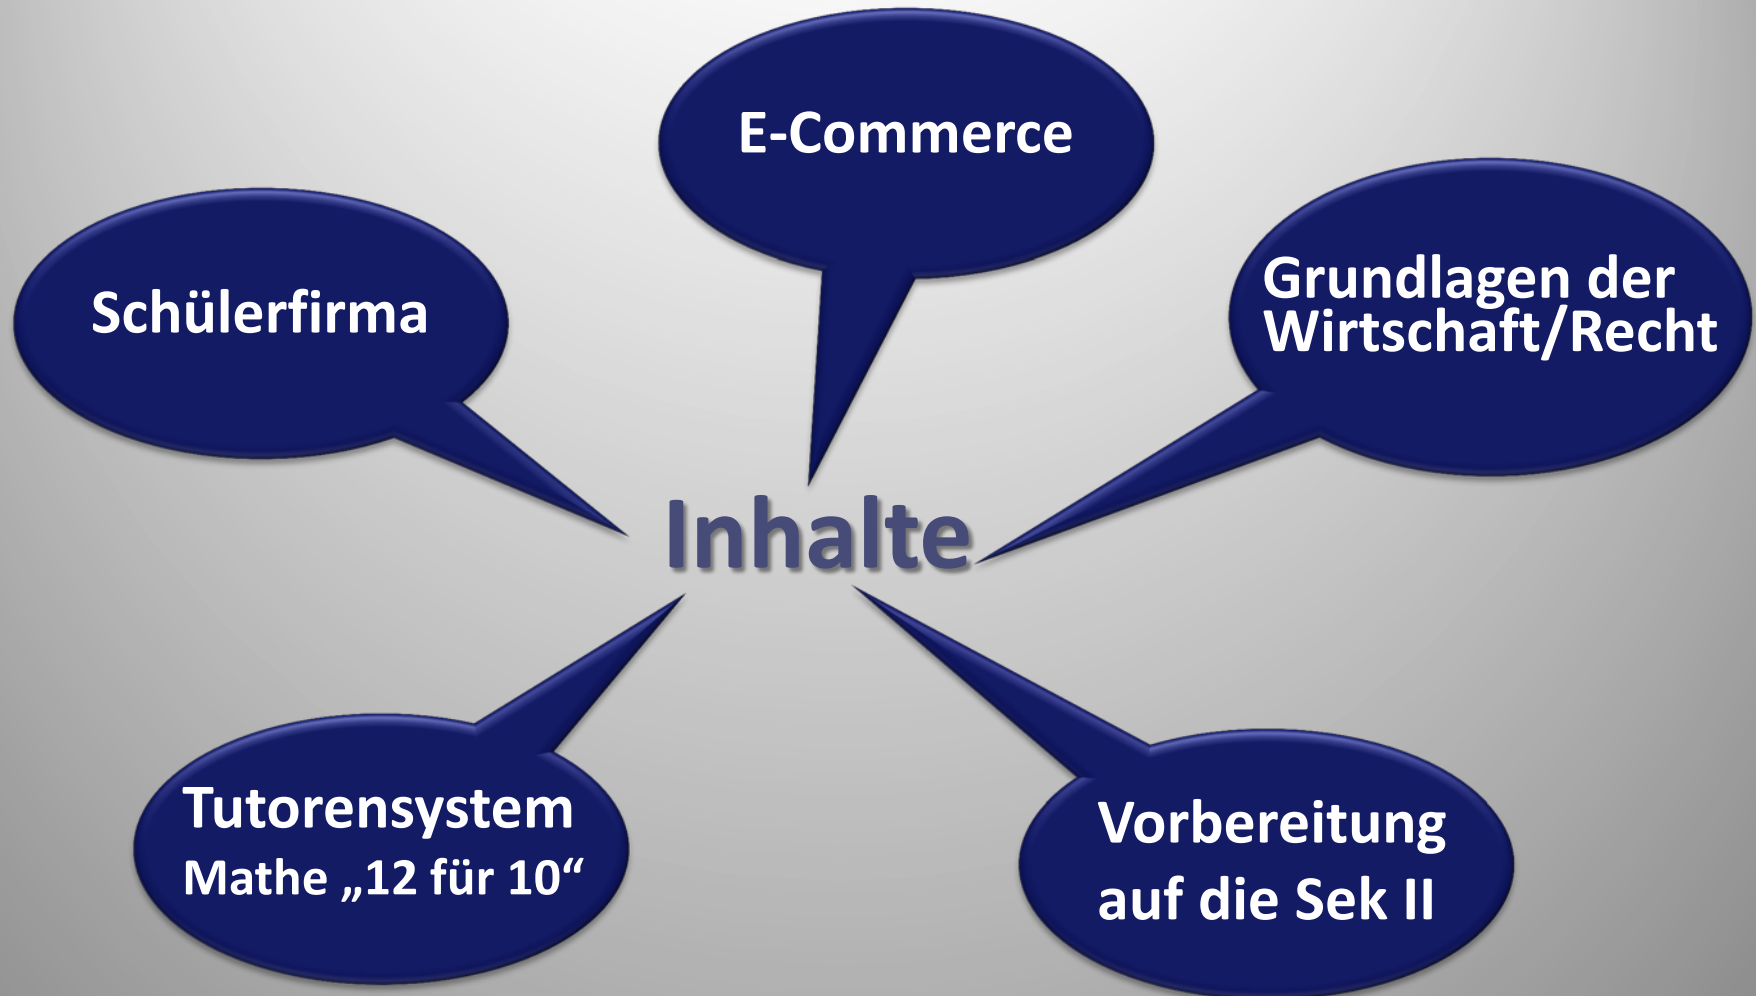 E-Commerce
Schülerfirma
Grundlagen der
Wirtschaft/Recht
Inhalte
Tutorensystem
Mathe „12 für 10“
Vorbereitung
auf die Sek II